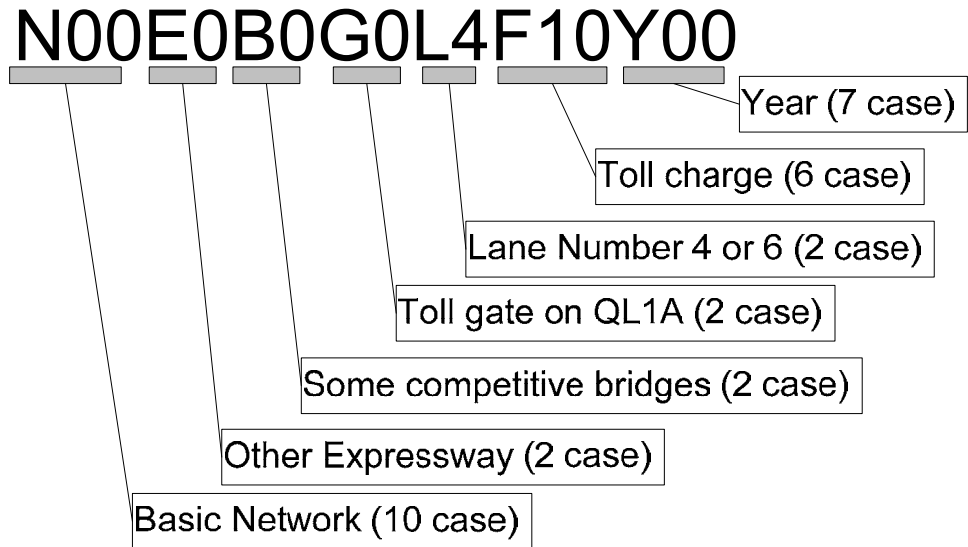 N00E0B0G0L4F10Y00
Year (7 case)
Toll charge (6 case)
Lane Number 4 or 6 (2 case)
Toll gate on QL1A (2 case)
Some competitive bridges (2 case)
Other Expressway (2 case)
Basic Network (10 case)